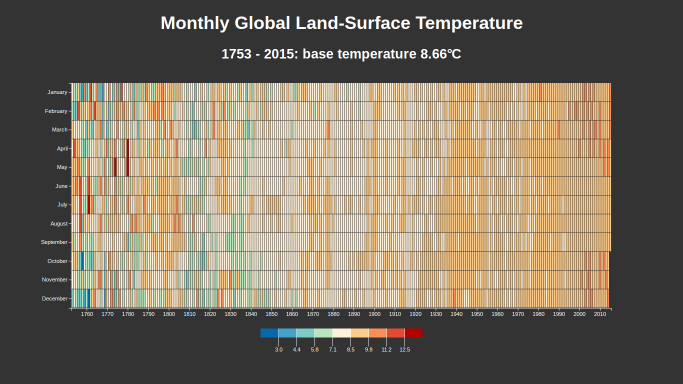 Monthly Global Land-Surface Temperature
1753 - 2015: base temperature 8.66℃
January
February
March
April
May
June
July
August
September
October
November
December
1760 1770 1780 1790 1800 1810 1820 1830 1840 1850 1860 1870 1880 1890 1900 1910 1920 1930 1940 1950 1960 1970 1980 1990 2000 2010
3.0 4.4 5.8 7.1 8.5 9.8 11.2 12.5